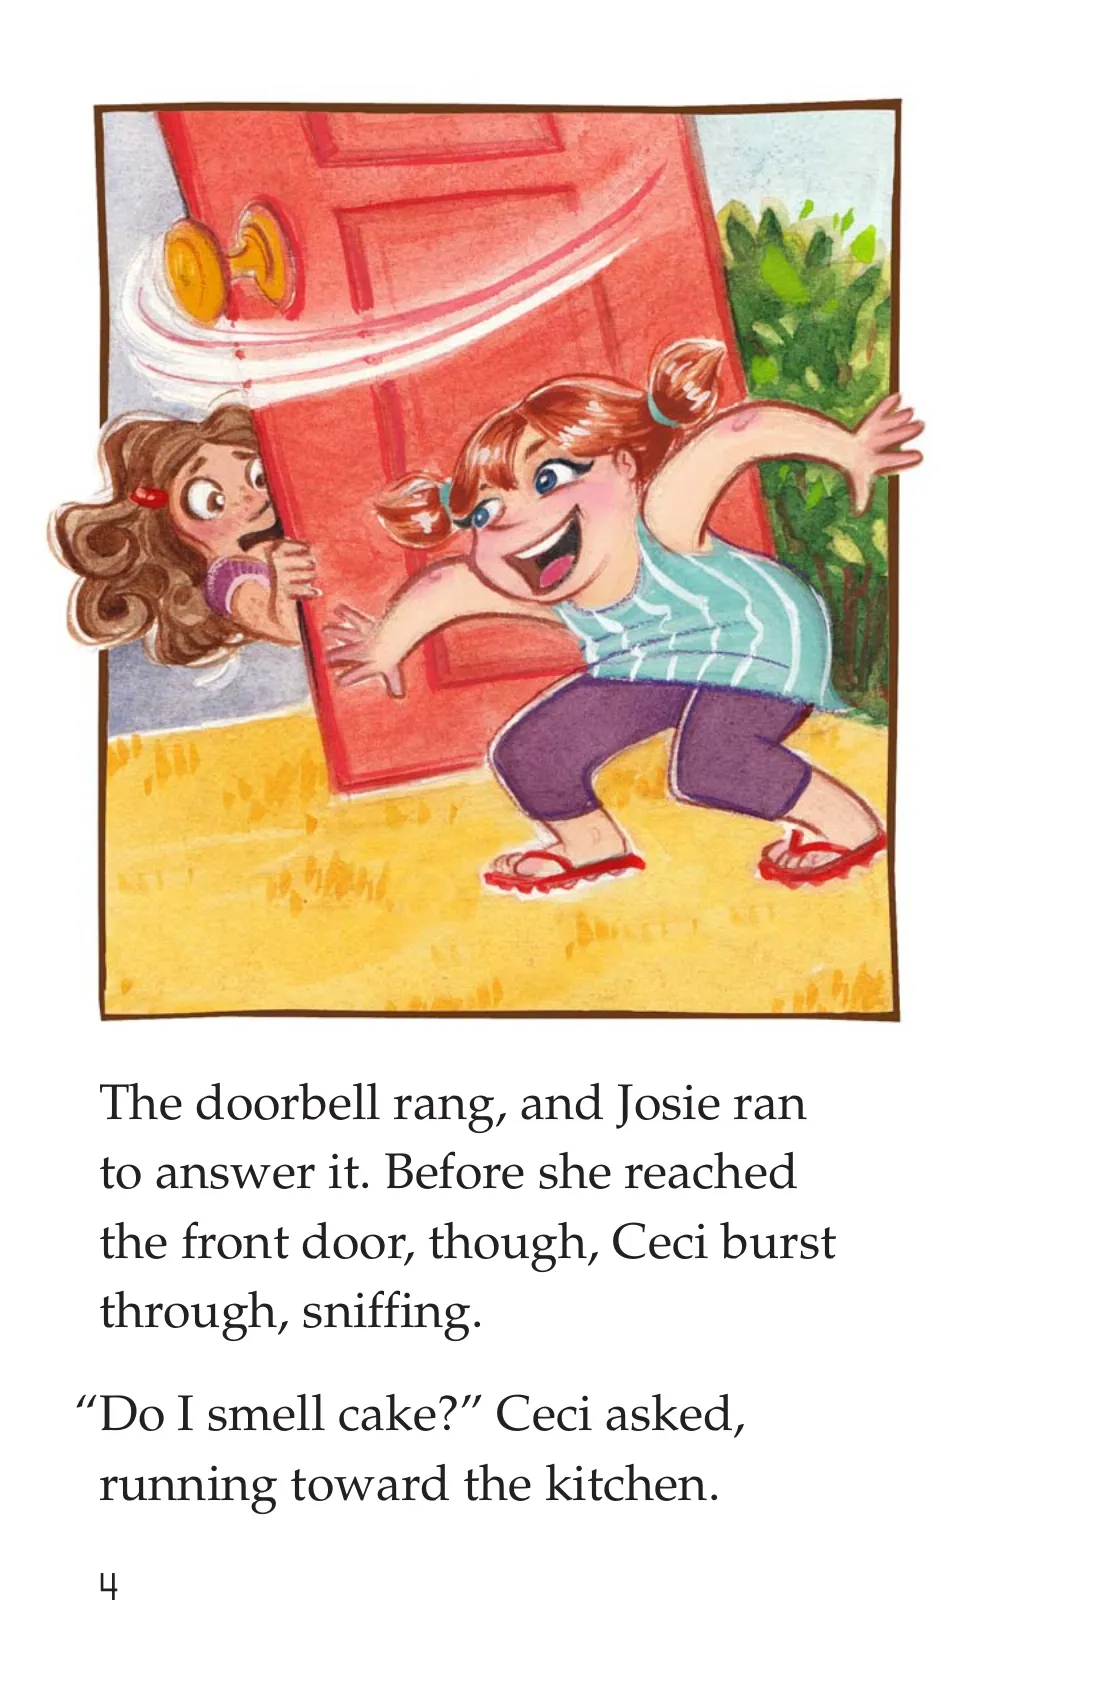 The doorbell rang, and Josie ran
to answer it. Before she reached
the front door, though, Ceci burst
through, sniffing.
“Do I smell cake?” Ceci asked,
running toward the kitchen.
4